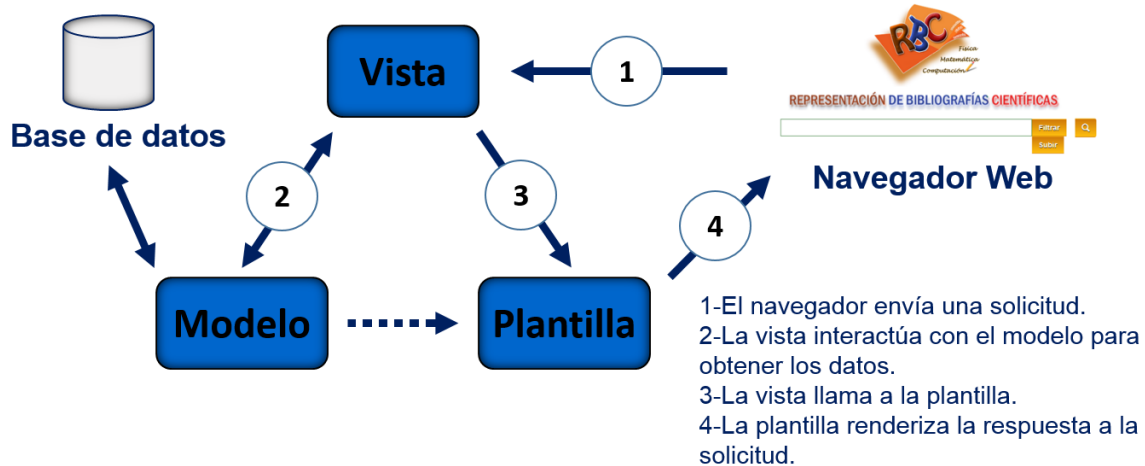 Base de datos
Vista
1
RBC
Física
Matemática
Computación
REPRESENTACIÓN DE BIBLIOGRAFÍAS CIENTÍFICAS
Filtrar
Subir
Navegador Web
2
3
4
Modelo
Plantilla
1-El navegador envía una solicitud.
2-La vista interactúa con el modelo para
obtener los datos.
3-La vista llama a la plantilla.
4-La plantilla renderiza la respuesta a la
solicitud.